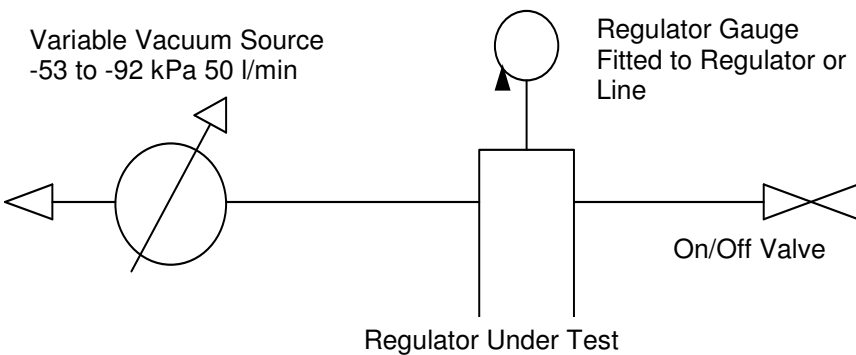 Variable Vacuum Source
-53 to -92 kPa 50 l/min
Regulator Gauge
Fitted to Regulator or
Line
On/Off Valve
Regulator Under Test